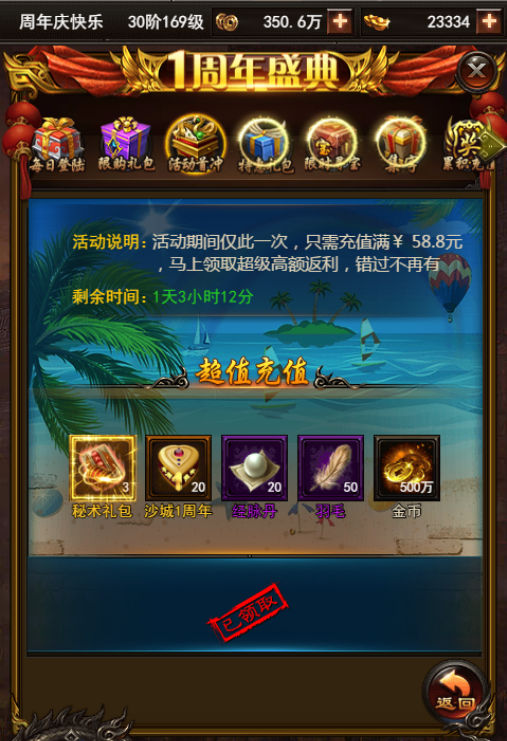 周年庆快乐 30阶169级 350.6万 23334
1周年盛典
每日登陆 限购礼包 活动首冲 特惠礼包 限时寻宝 集字 累积充值
活动说明：活动期间仅此一次，只需充值满￥ 58.8元
，马上领取超级高额返利，错过不再有
剩余时间：1天3小时12分
超值充值
3 20 20 50 500万
秘术礼包 沙城1周年 经脉丹 羽毛 金币
已领取
返回